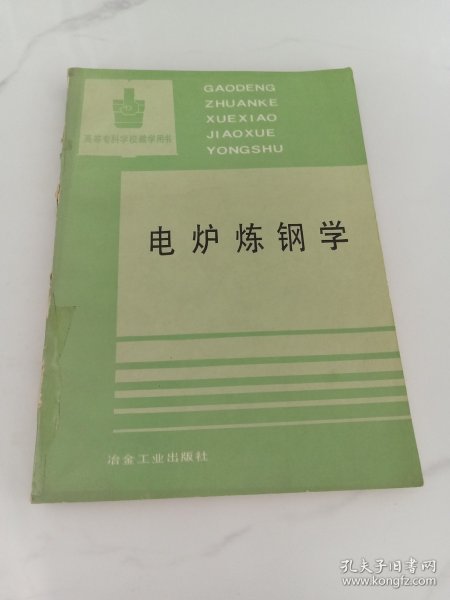 高等专科学校教学用书
GAODENG
ZHUANKE
XUEXIAO
JIAOXUE
YONGSHU
电炉炼钢学
冶金工业出版社
孔夫子旧书网
www.kongfz.com